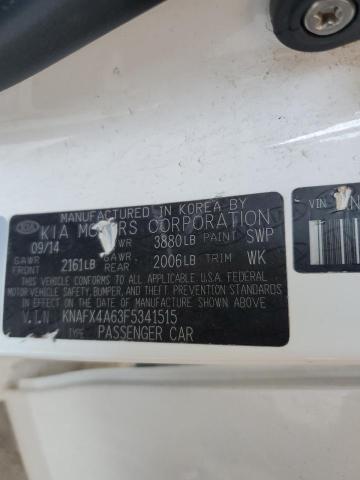 MANUFACTURED IN KOREA BY
KIA MOTORS CORPORATION
09/14 GVWR 3880LB PAINT SWP
GAWR FRONT 2161LB GAWR REAR 2006LB TRIM WK
THIS VEHICLE CONFORMS TO ALL APPLICABLE U.S.A. FEDERAL
MOTOR VEHICLE SAFETY, BUMPER, AND THEFT PREVENTION STANDARDS
IN EFFECT ON THE DATE OF MANUFACTURE SHOWN ABOVE.
V.I.N KNAFX4A63F5341515
TYPE PASSENGER CAR
KIA
VIN